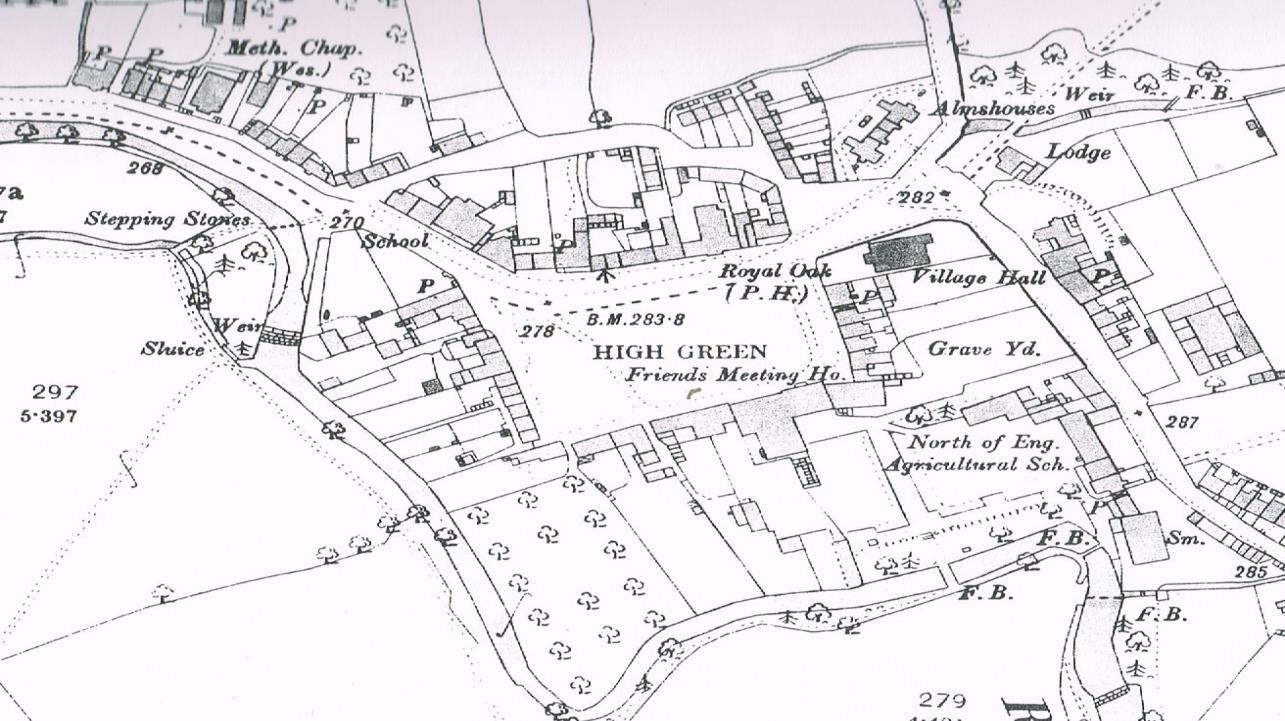 P
P
P
Meth. Chap.
(Wes.)
P
Almshouses
Weir
F. B.
Lodge
268
Stepping Stones
270
School
282
P
Royal Oak
(P. H.)
Village Hall
P
P
P
278
B.M. 283·8
HIGH GREEN
Friends Meeting Ho.
Grave Yd.
Weir
Sluice
297
5·397
287
North of Eng.
Agricultural Sch.
P
F. B.
Sm.
285
F. B.
F. B.
279